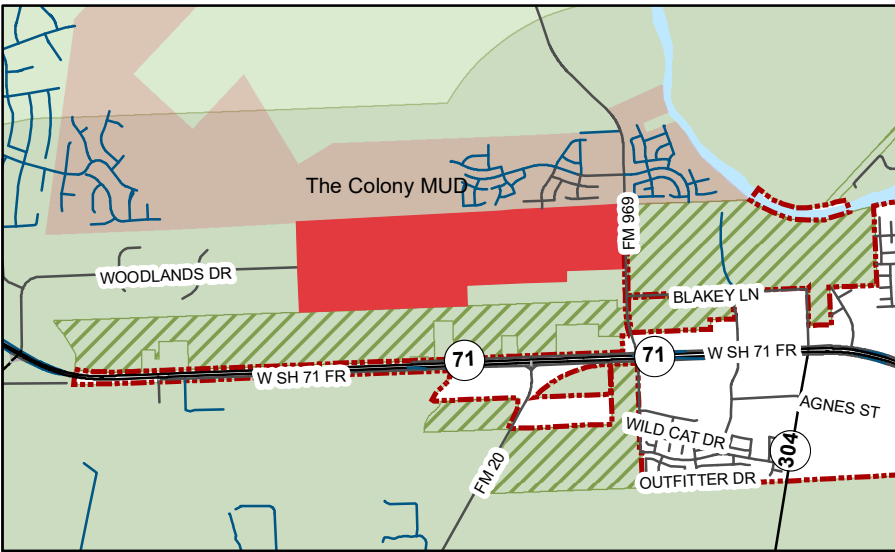 The Colony MUD
FM 969
WOODLANDS DR
BLAKEY LN
71
71
W SH 71 FR
W SH 71 FR
AGNES ST
WILD CAT DR
304
FM 20
OUTFITTER DR